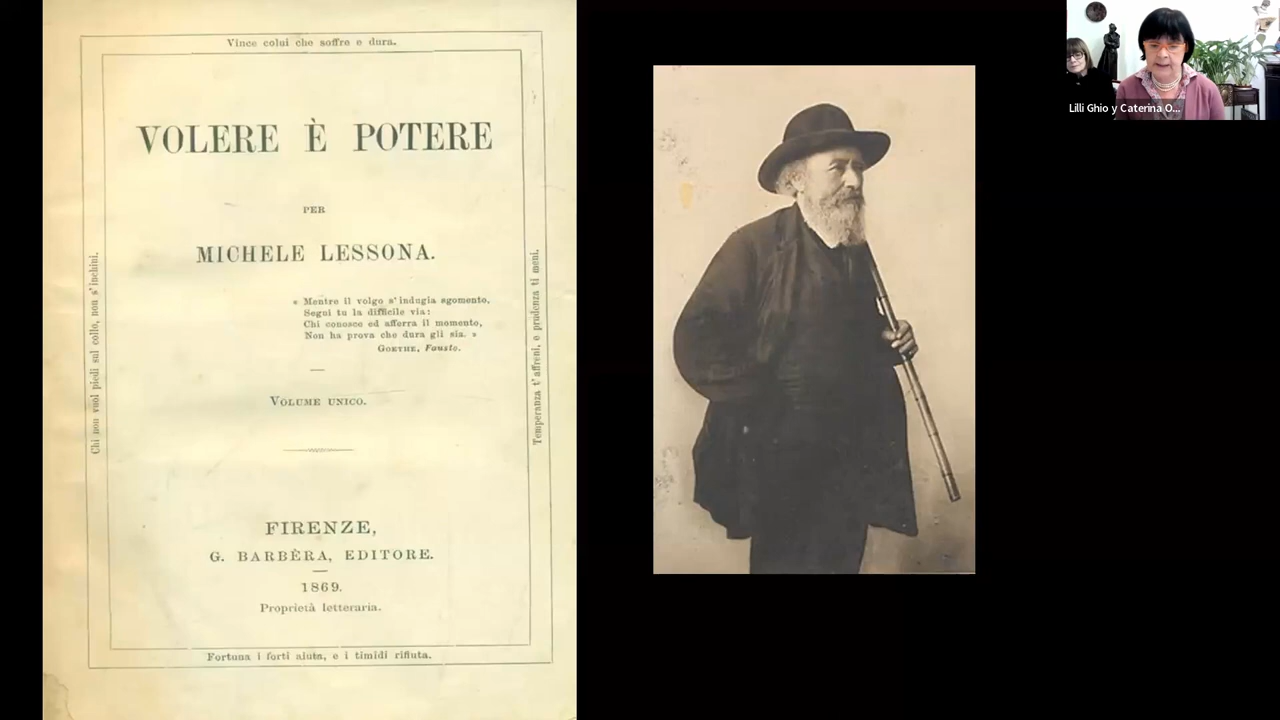 Vince colui che soffre e dura.
VOLERE È POTERE
PER
MICHELE LESSONA.
« Mentre il volgo s' indugia sgomento,
Segui tu la difficile via:
Chi conosce ed afferra il momento,
Non ha prova che dura gli sia. »
GOETHE, Fausto.
VOLUME UNICO.
FIRENZE,
G. BARBÈRA, EDITORE.
1869.
Proprietà letteraria.
Fortuna i forti aiuta, e i timidi rifiuta.
Chi non vuol piedi sul collo, non s' inchini.
Temperanza t' affreni, e prudenza ti meni.
Lilli Ghio y Caterina O...